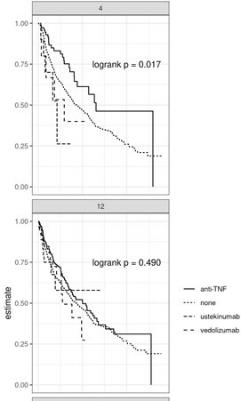 4
1.00
0.75
0.50
0.25
0.00
logrank p = 0.017
12
1.00
0.75
0.50
0.25
0.00
logrank p = 0.490
estimate
anti-TNF
none
ustekinumab
vedolizumab